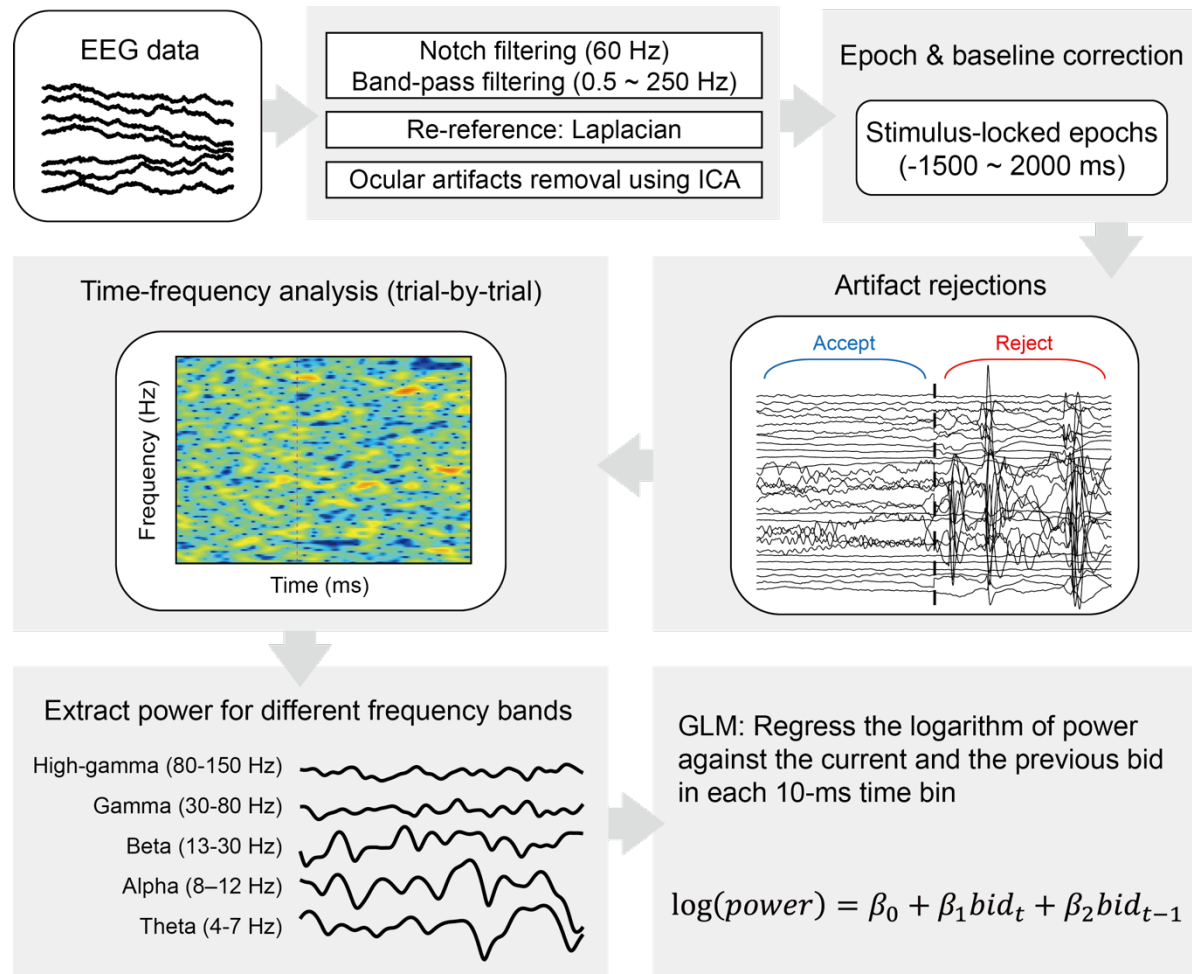 EEG data
Notch filtering (60 Hz)
Band-pass filtering (0.5 ~ 250 Hz)
Re-reference: Laplacian
Ocular artifacts removal using ICA
Epoch & baseline correction
Stimulus-locked epochs
(-1500 ~ 2000 ms)
Artifact rejections
Accept
Reject
Time-frequency analysis (trial-by-trial)
Frequency (Hz)
Time (ms)
Extract power for different frequency bands
High-gamma (80-150 Hz)
Gamma (30-80 Hz)
Beta (13-30 Hz)
Alpha (8–12 Hz)
Theta (4-7 Hz)
GLM: Regress the logarithm of power
against the current and the previous bid
in each 10-ms time bin
log(power) = β₀ + β₁bidₜ + β₂bidₜ₋₁